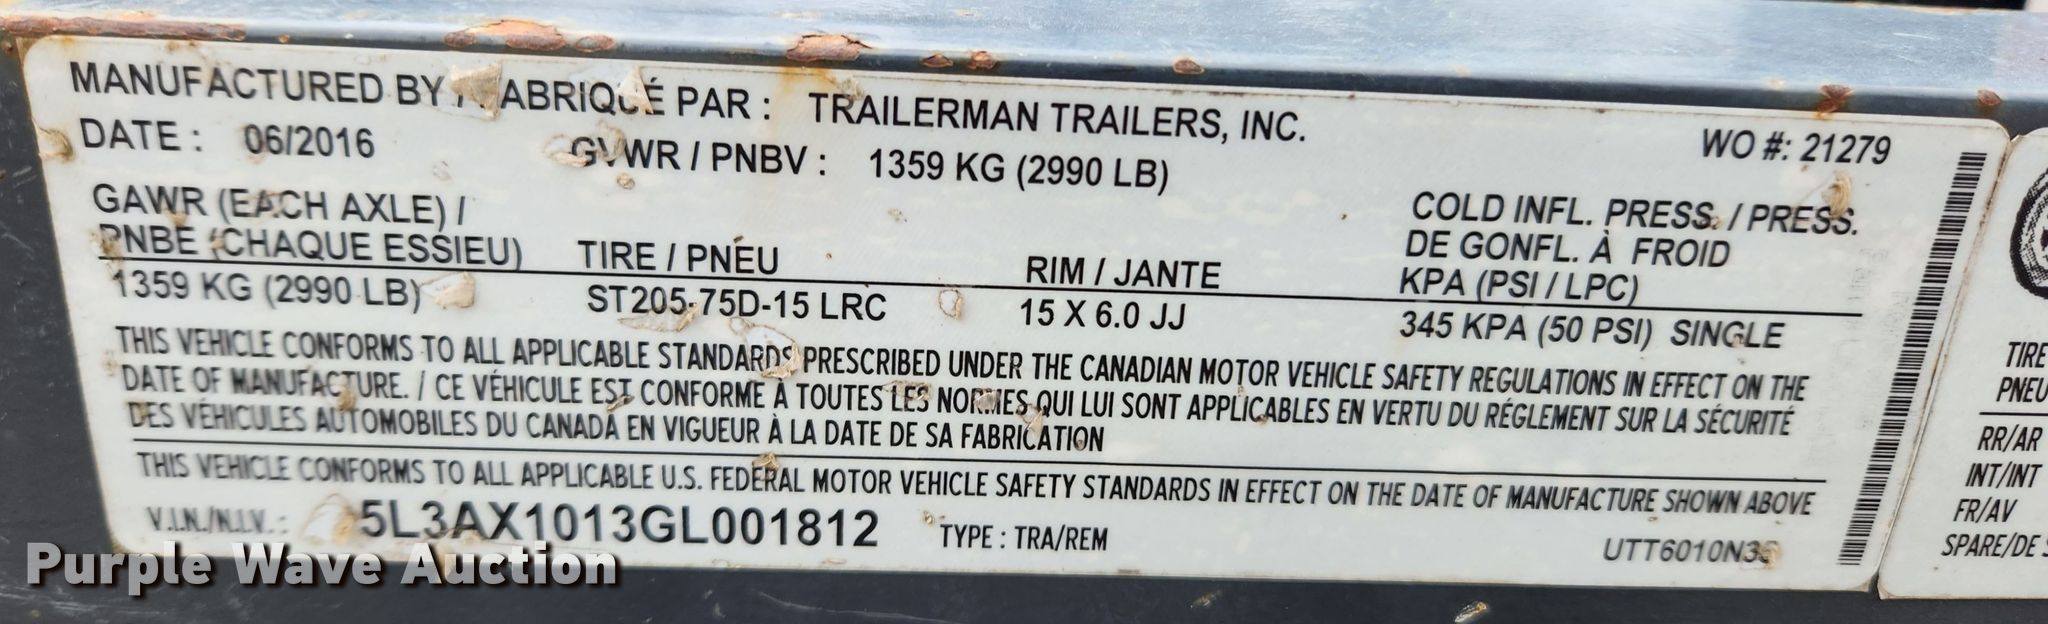 MANUFACTURED BY / FABRIQUÉ PAR : TRAILERMAN TRAILERS, INC.
DATE : 06/2016 GVWR / PNBV : 1359 KG (2990 LB) WO #: 21279
GAWR (EACH AXLE) /
PNBE (CHAQUE ESSIEU) TIRE / PNEU RIM / JANTE
COLD INFL. PRESS. / PRESS.
DE GONFL. À FROID
KPA (PSI / LPC)
1359 KG (2990 LB) ST205-75D-15 LRC 15 X 6.0 JJ 345 KPA (50 PSI) SINGLE
THIS VEHICLE CONFORMS TO ALL APPLICABLE STANDARDS PRESCRIBED UNDER THE CANADIAN MOTOR VEHICLE SAFETY REGULATIONS IN EFFECT ON THE
DATE OF MANUFACTURE. / CE VÉHICULE EST CONFORME À TOUTES LES NORMES QUI LUI SONT APPLICABLES EN VERTU DU RÉGLEMENT SUR LA SÉCURITÉ
DES VÉHICULES AUTOMOBILES DU CANADA EN VIGUEUR À LA DATE DE SA FABRICATION
THIS VEHICLE CONFORMS TO ALL APPLICABLE U.S. FEDERAL MOTOR VEHICLE SAFETY STANDARDS IN EFFECT ON THE DATE OF MANUFACTURE SHOWN ABOVE
V.I.N./N.I.V.: 5L3AX1013GL001812 TYPE : TRA/REM
TIRE
PNEU
RR/AR
INT/INT
FR/AV
SPARE/DE
Purple Wave Auction